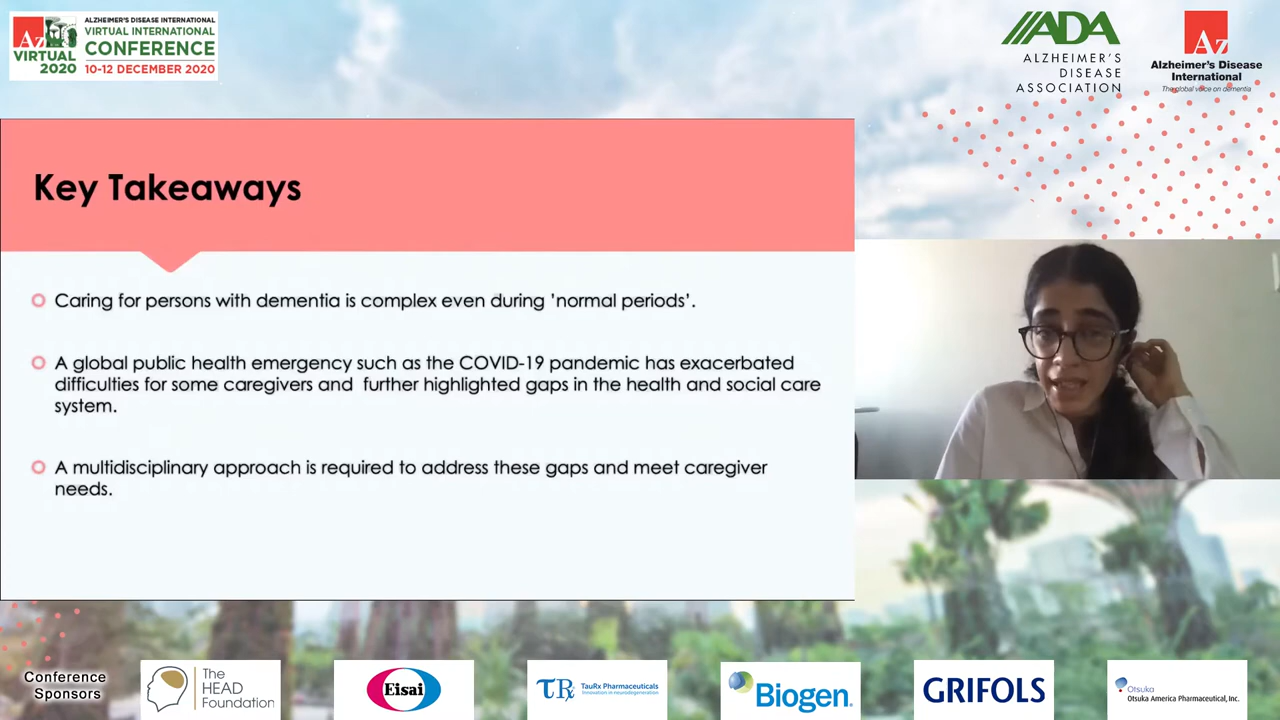 Az
VIRTUAL
2020
ALZHEIMER'S DISEASE INTERNATIONAL
VIRTUAL INTERNATIONAL
CONFERENCE
10-12 DECEMBER 2020
ADA
ALZHEIMER'S
DISEASE
ASSOCIATION
Az
Alzheimer's Disease
International
The global voice on dementia
Key Takeaways
Caring for persons with dementia is complex even during 'normal periods'.
A global public health emergency such as the COVID-19 pandemic has exacerbated
difficulties for some caregivers and further highlighted gaps in the health and social care
system.
A multidisciplinary approach is required to address these gaps and meet caregiver
needs.
Conference
Sponsors
The
HEAD
Foundation
Eisai
TRx
TauRx Pharmaceuticals
Innovation in neurodegeneration
Biogen.
GRIFOLS
Otsuka
Otsuka America Pharmaceutical, Inc.